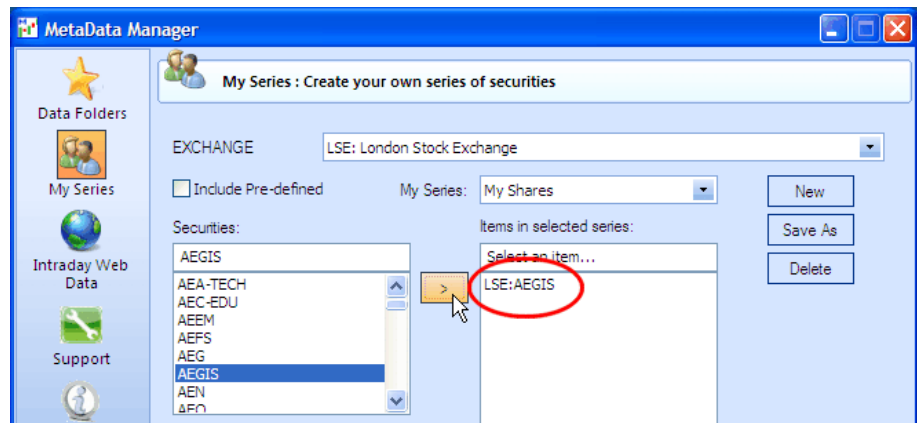 MetaData Manager
My Series : Create your own series of securities
Data Folders
My Series
Intraday Web
Data
Support
EXCHANGE
LSE: London Stock Exchange
Include Pre-defined
My Series:
My Shares
New
Save As
Delete
Securities:
AEGIS
AEA-TECH
AEC-EDU
AEEM
AEFS
AEG
AEGIS
AEN
AEO
>
Items in selected series:
Select an item...
LSE:AEGIS